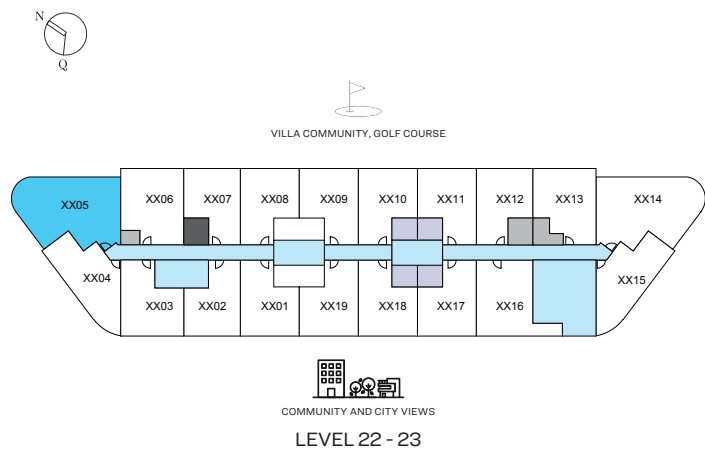 N
Q
VILLA COMMUNITY, GOLF COURSE
XX05
XX06
XX07
XX08
XX09
XX10
XX11
XX12
XX13
XX14
XX04
XX03
XX02
XX01
XX19
XX18
XX17
XX16
XX15
COMMUNITY AND CITY VIEWS
LEVEL 22 - 23